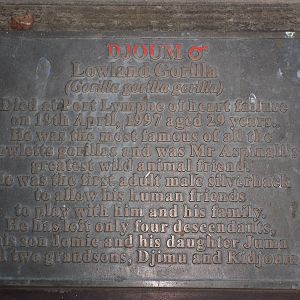 DJOUM ♂
Lowland Gorilla
(Gorilla gorilla gorilla)
Died at Port Lympne of heart failure
on 19th April, 1997 aged 29 years.
He was the most famous of all the
Howletts gorillas and was Mr Aspinall's
greatest wild animal friend.
He was the first adult male silverback
to allow his human friends
to play with him and his family.
He has left only four descendants,
his son Jomie and his daughter Juma
and two grandsons, Djimu and Kidjoum